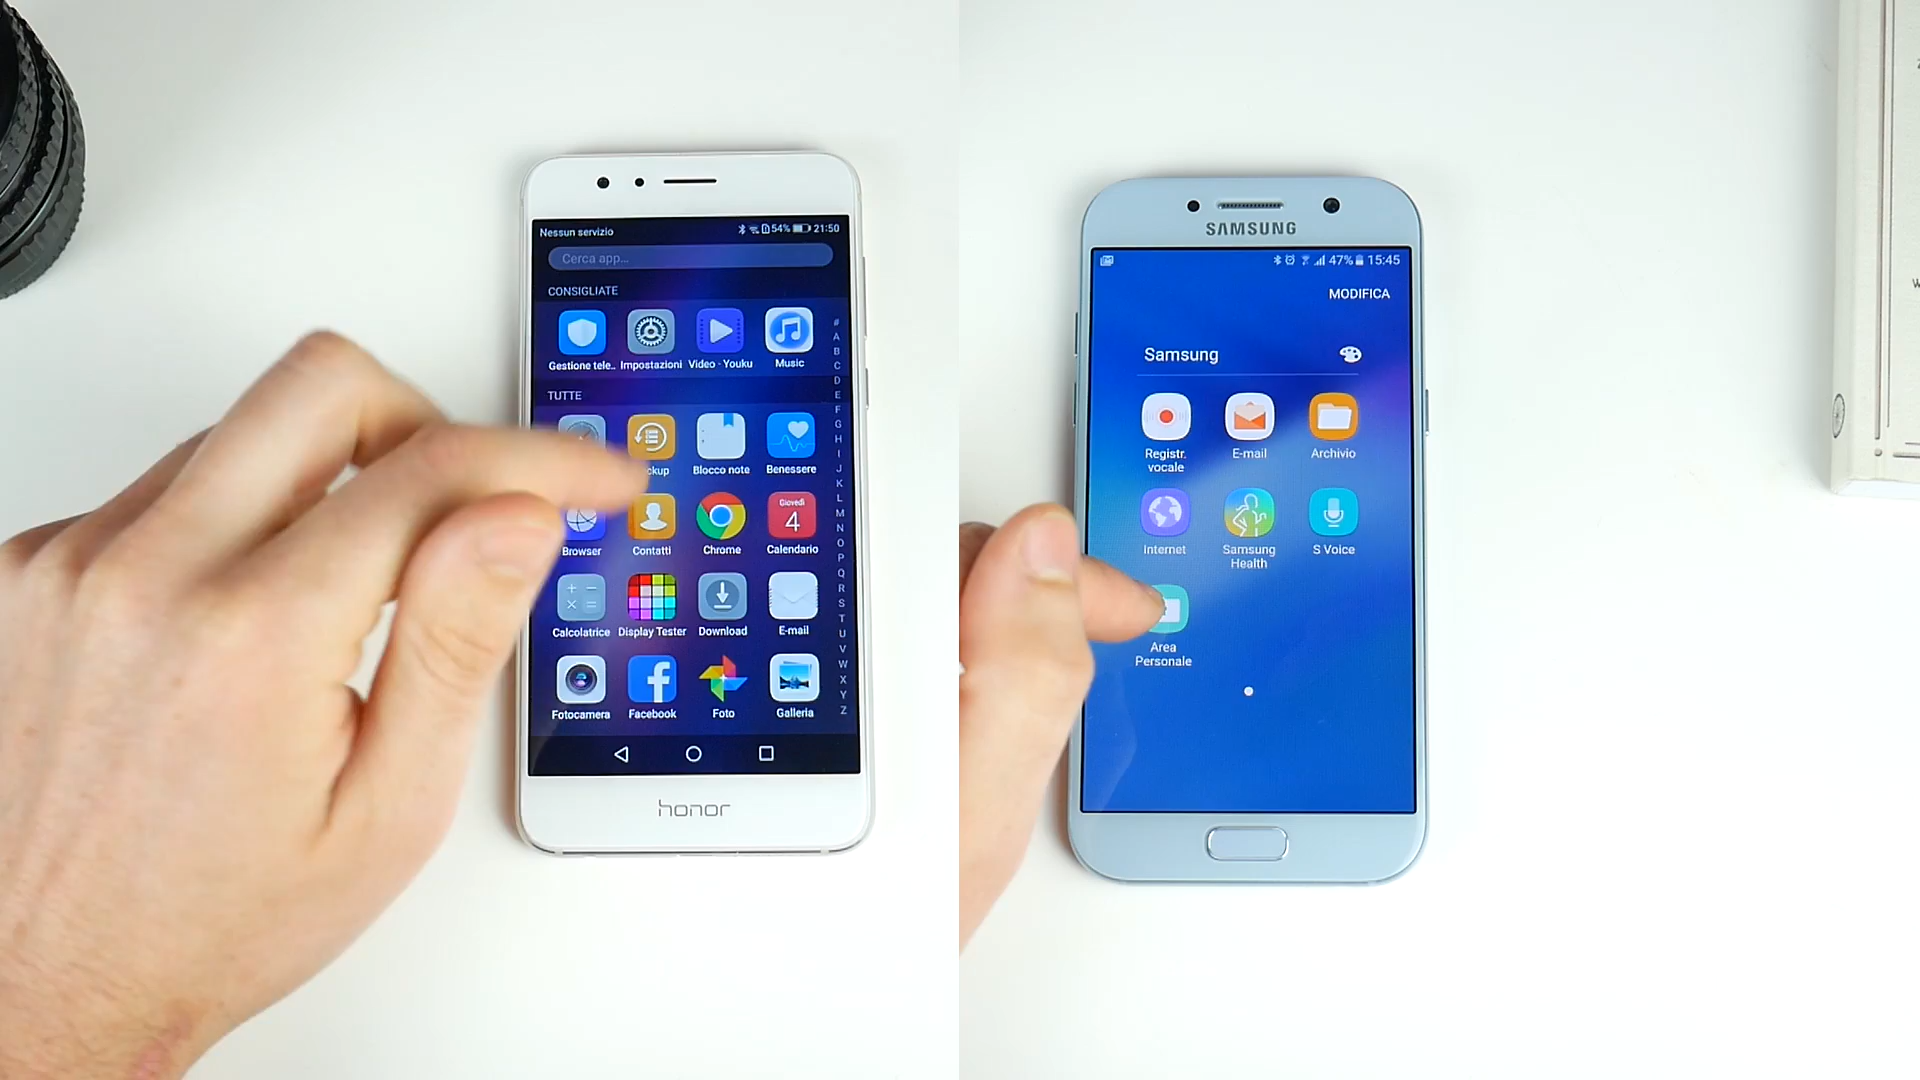 Nessun servizio
54% 21:50
Cerca app...
CONSIGLIATE
Gestione tele..
Impostazioni
Video - Youku
Music
TUTTE
ckup
Blocco note
Benessere
Browser
Contatti
Chrome
Giovedì
4
Calendario
Calcolatrice
Display Tester
Download
E-mail
Fotocamera
Facebook
Foto
Galleria
#
A
B
C
D
E
F
G
H
I
J
K
L
M
N
O
P
Q
R
S
T
U
V
W
X
Y
Z
honor
SAMSUNG
47% 15:45
MODIFICA
Samsung
Registr.
vocale
E-mail
Archivio
Internet
Samsung
Health
S Voice
Area
Personale